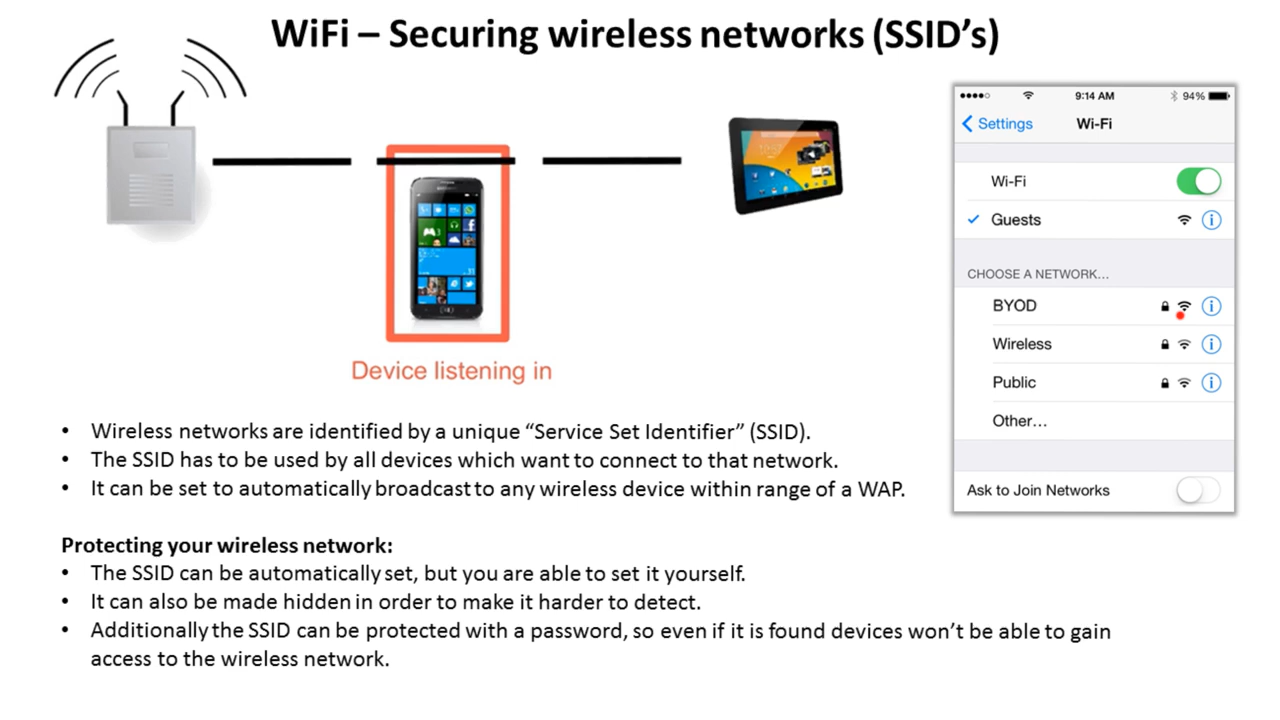 WiFi – Securing wireless networks (SSID's)
9:14 AM
94%
Settings
Wi-Fi
Wi-Fi
Guests
CHOOSE A NETWORK...
BYOD
Wireless
Public
Other...
Ask to Join Networks
Device listening in
• Wireless networks are identified by a unique “Service Set Identifier” (SSID).
• The SSID has to be used by all devices which want to connect to that network.
• It can be set to automatically broadcast to any wireless device within range of a WAP.
Protecting your wireless network:
• The SSID can be automatically set, but you are able to set it yourself.
• It can also be made hidden in order to make it harder to detect.
• Additionally the SSID can be protected with a password, so even if it is found devices won't be able to gain
access to the wireless network.